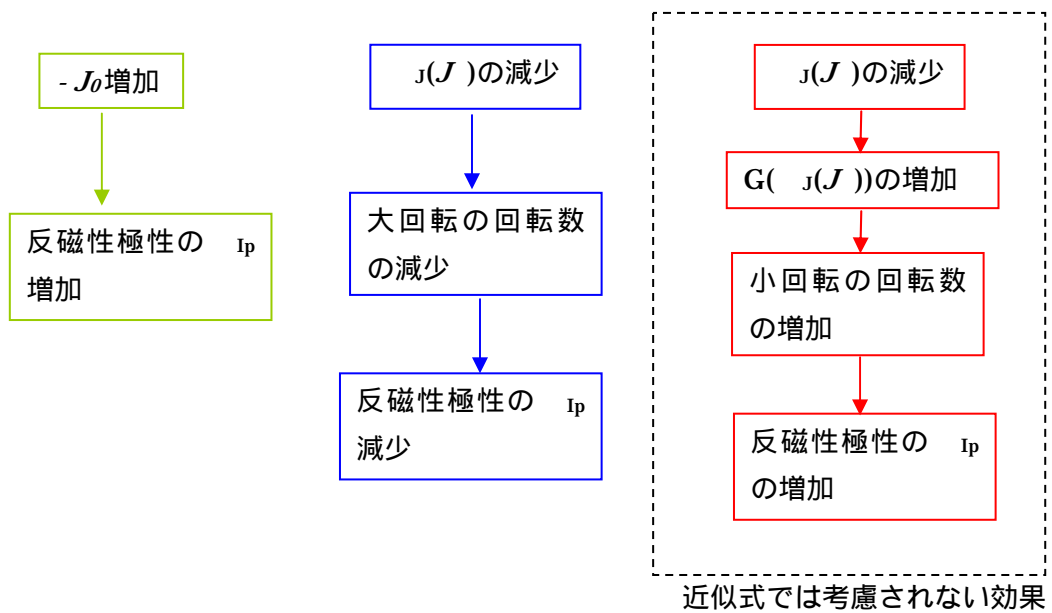 - J0増加
反磁性極性の Ip
増加
J(J )の減少
大回転の回転数
の減少
反磁性極性の Ip
減少
J(J )の減少
G( J(J ))の増加
小回転の回転数
の増加
反磁性極性の Ip
の増加
近似式では考慮されない効果